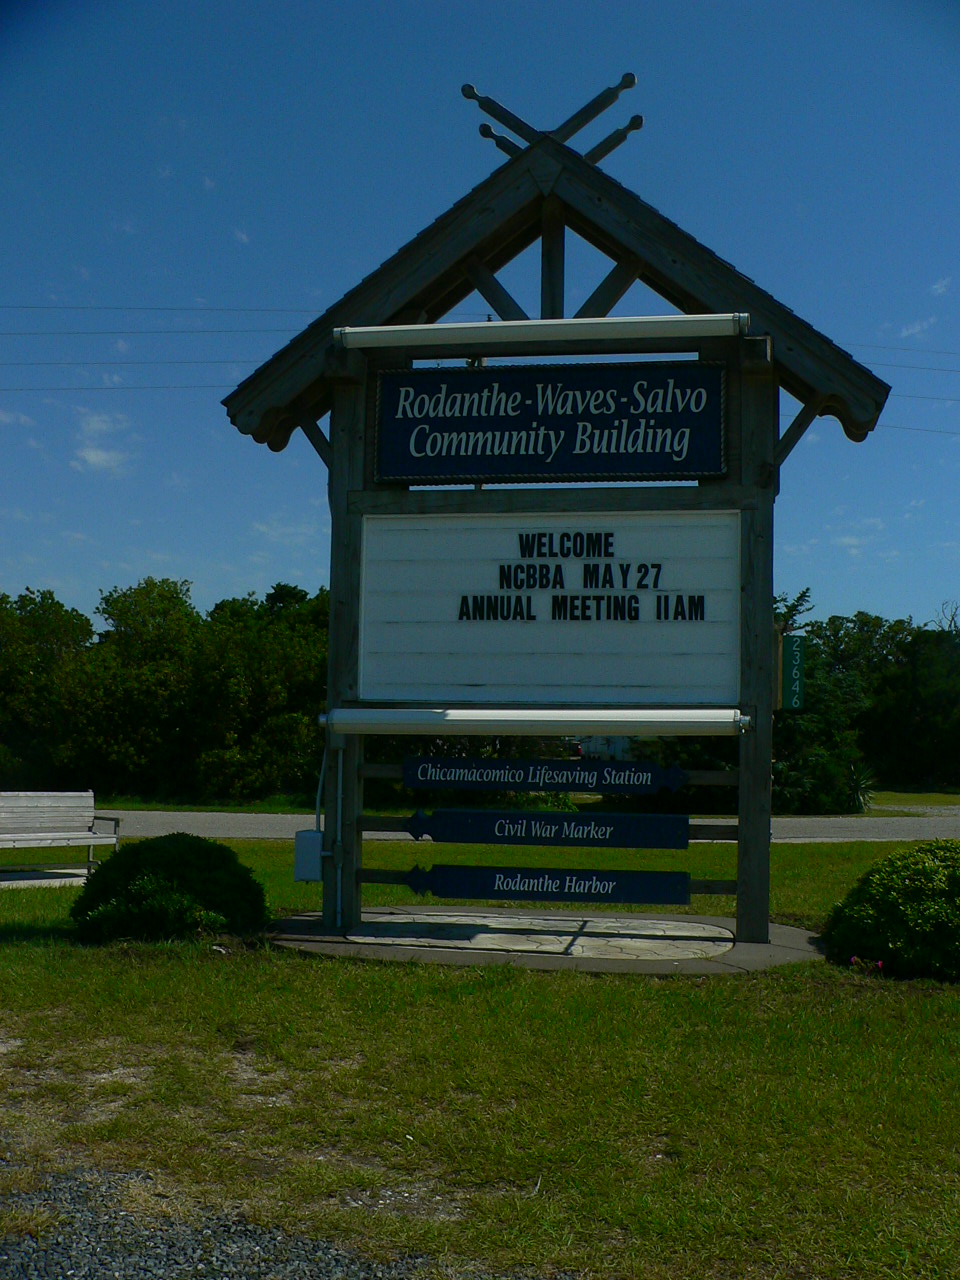 Rodanthe-Waves-Salvo
Community Building
WELCOME
NCBBA MAY 27
ANNUAL MEETING 11AM
23646
Chicamacomico Lifesaving Station
Civil War Marker
Rodanthe Harbor